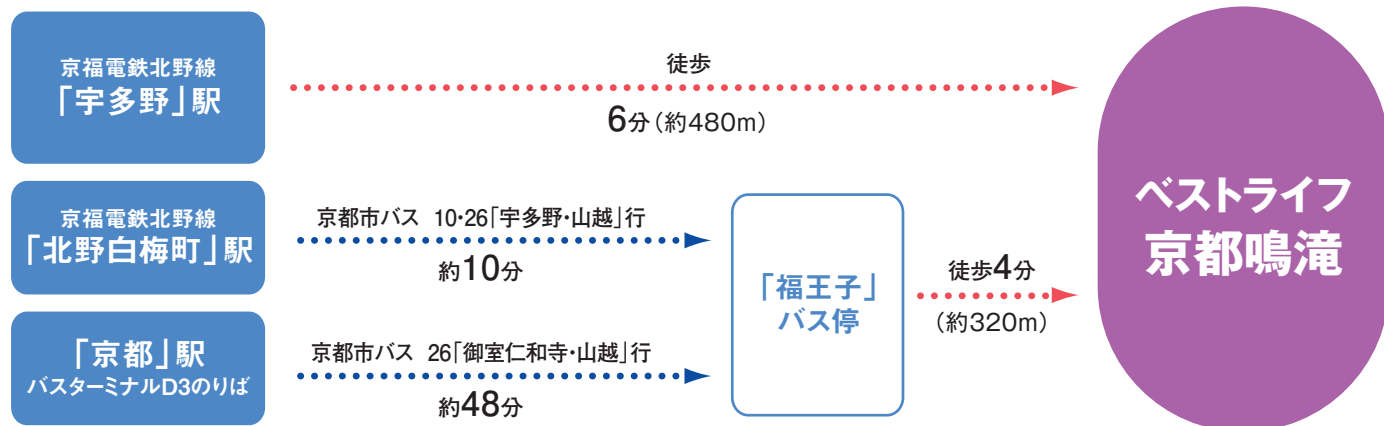 京福電鉄北野線
「宇多野」駅
徒歩
6分（約480m）
京福電鉄北野線
「北野白梅町」駅
京都市バス 10・26「宇多野・山越」行
約10分
「京都」駅
バスターミナルD3のりば
京都市バス 26「御室仁和寺・山越」行
約48分
「福王子」
バス停
徒歩4分
（約320m）
ベストライフ
京都鳴滝